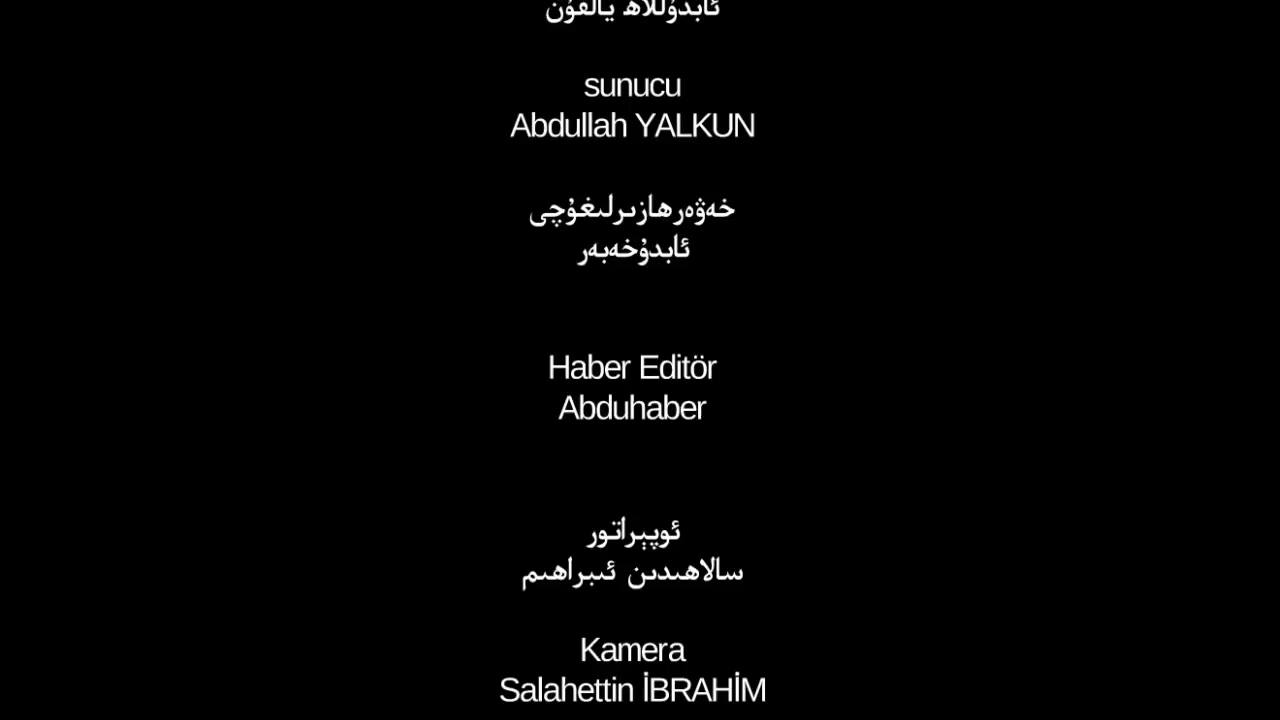 ئابدۇللاھ يالقۇن
sunucu
Abdullah YALKUN
خەۋەرھازىرلىغۇچى
ئابدۇخەبەر
Haber Editör
Abduhaber
ئوپېراتور
سالاھىدىن ئىبراھىم
Kamera
Salahettin İBRAHİM